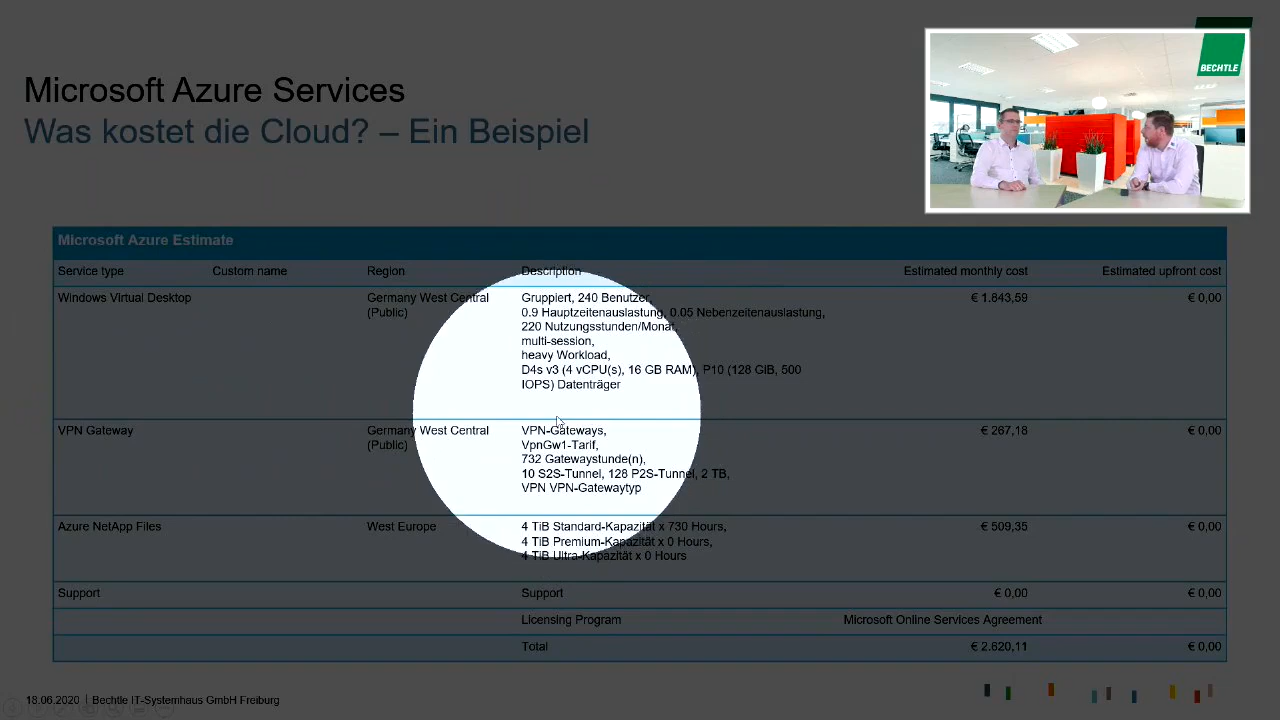 BECHTLE
Microsoft Azure Services
Was kostet die Cloud? – Ein Beispiel
Microsoft Azure Estimate
Service type Custom name Region Description Estimated monthly cost Estimated upfront cost
Windows Virtual Desktop Germany West Central Gruppiert, 240 Benutzer, € 1.843,59 € 0,00
(Public) 0.9 Hauptzeitenauslastung, 0.05 Nebenzeitenauslastung,
220 Nutzungsstunden/Monat,
multi-session,
heavy Workload,
D4s v3 (4 vCPU(s), 16 GB RAM), P10 (128 GiB, 500
IOPS) Datenträger
VPN Gateway Germany West Central VPN-Gateways, € 267,18 € 0,00
(Public) VpnGw1-Tarif,
732 Gatewaystunde(n),
10 S2S-Tunnel, 128 P2S-Tunnel, 2 TB,
VPN VPN-Gatewaytyp
Azure NetApp Files West Europe 4 TiB Standard-Kapazität x 730 Hours, € 509,35 € 0,00
4 TiB Premium-Kapazität x 0 Hours,
4 TiB Ultra-Kapazität x 0 Hours
Support Support € 0,00 € 0,00
Licensing Program Microsoft Online Services Agreement
Total € 2.620,11 € 0,00
18.06.2020 | Bechtle IT-Systemhaus GmbH Freiburg